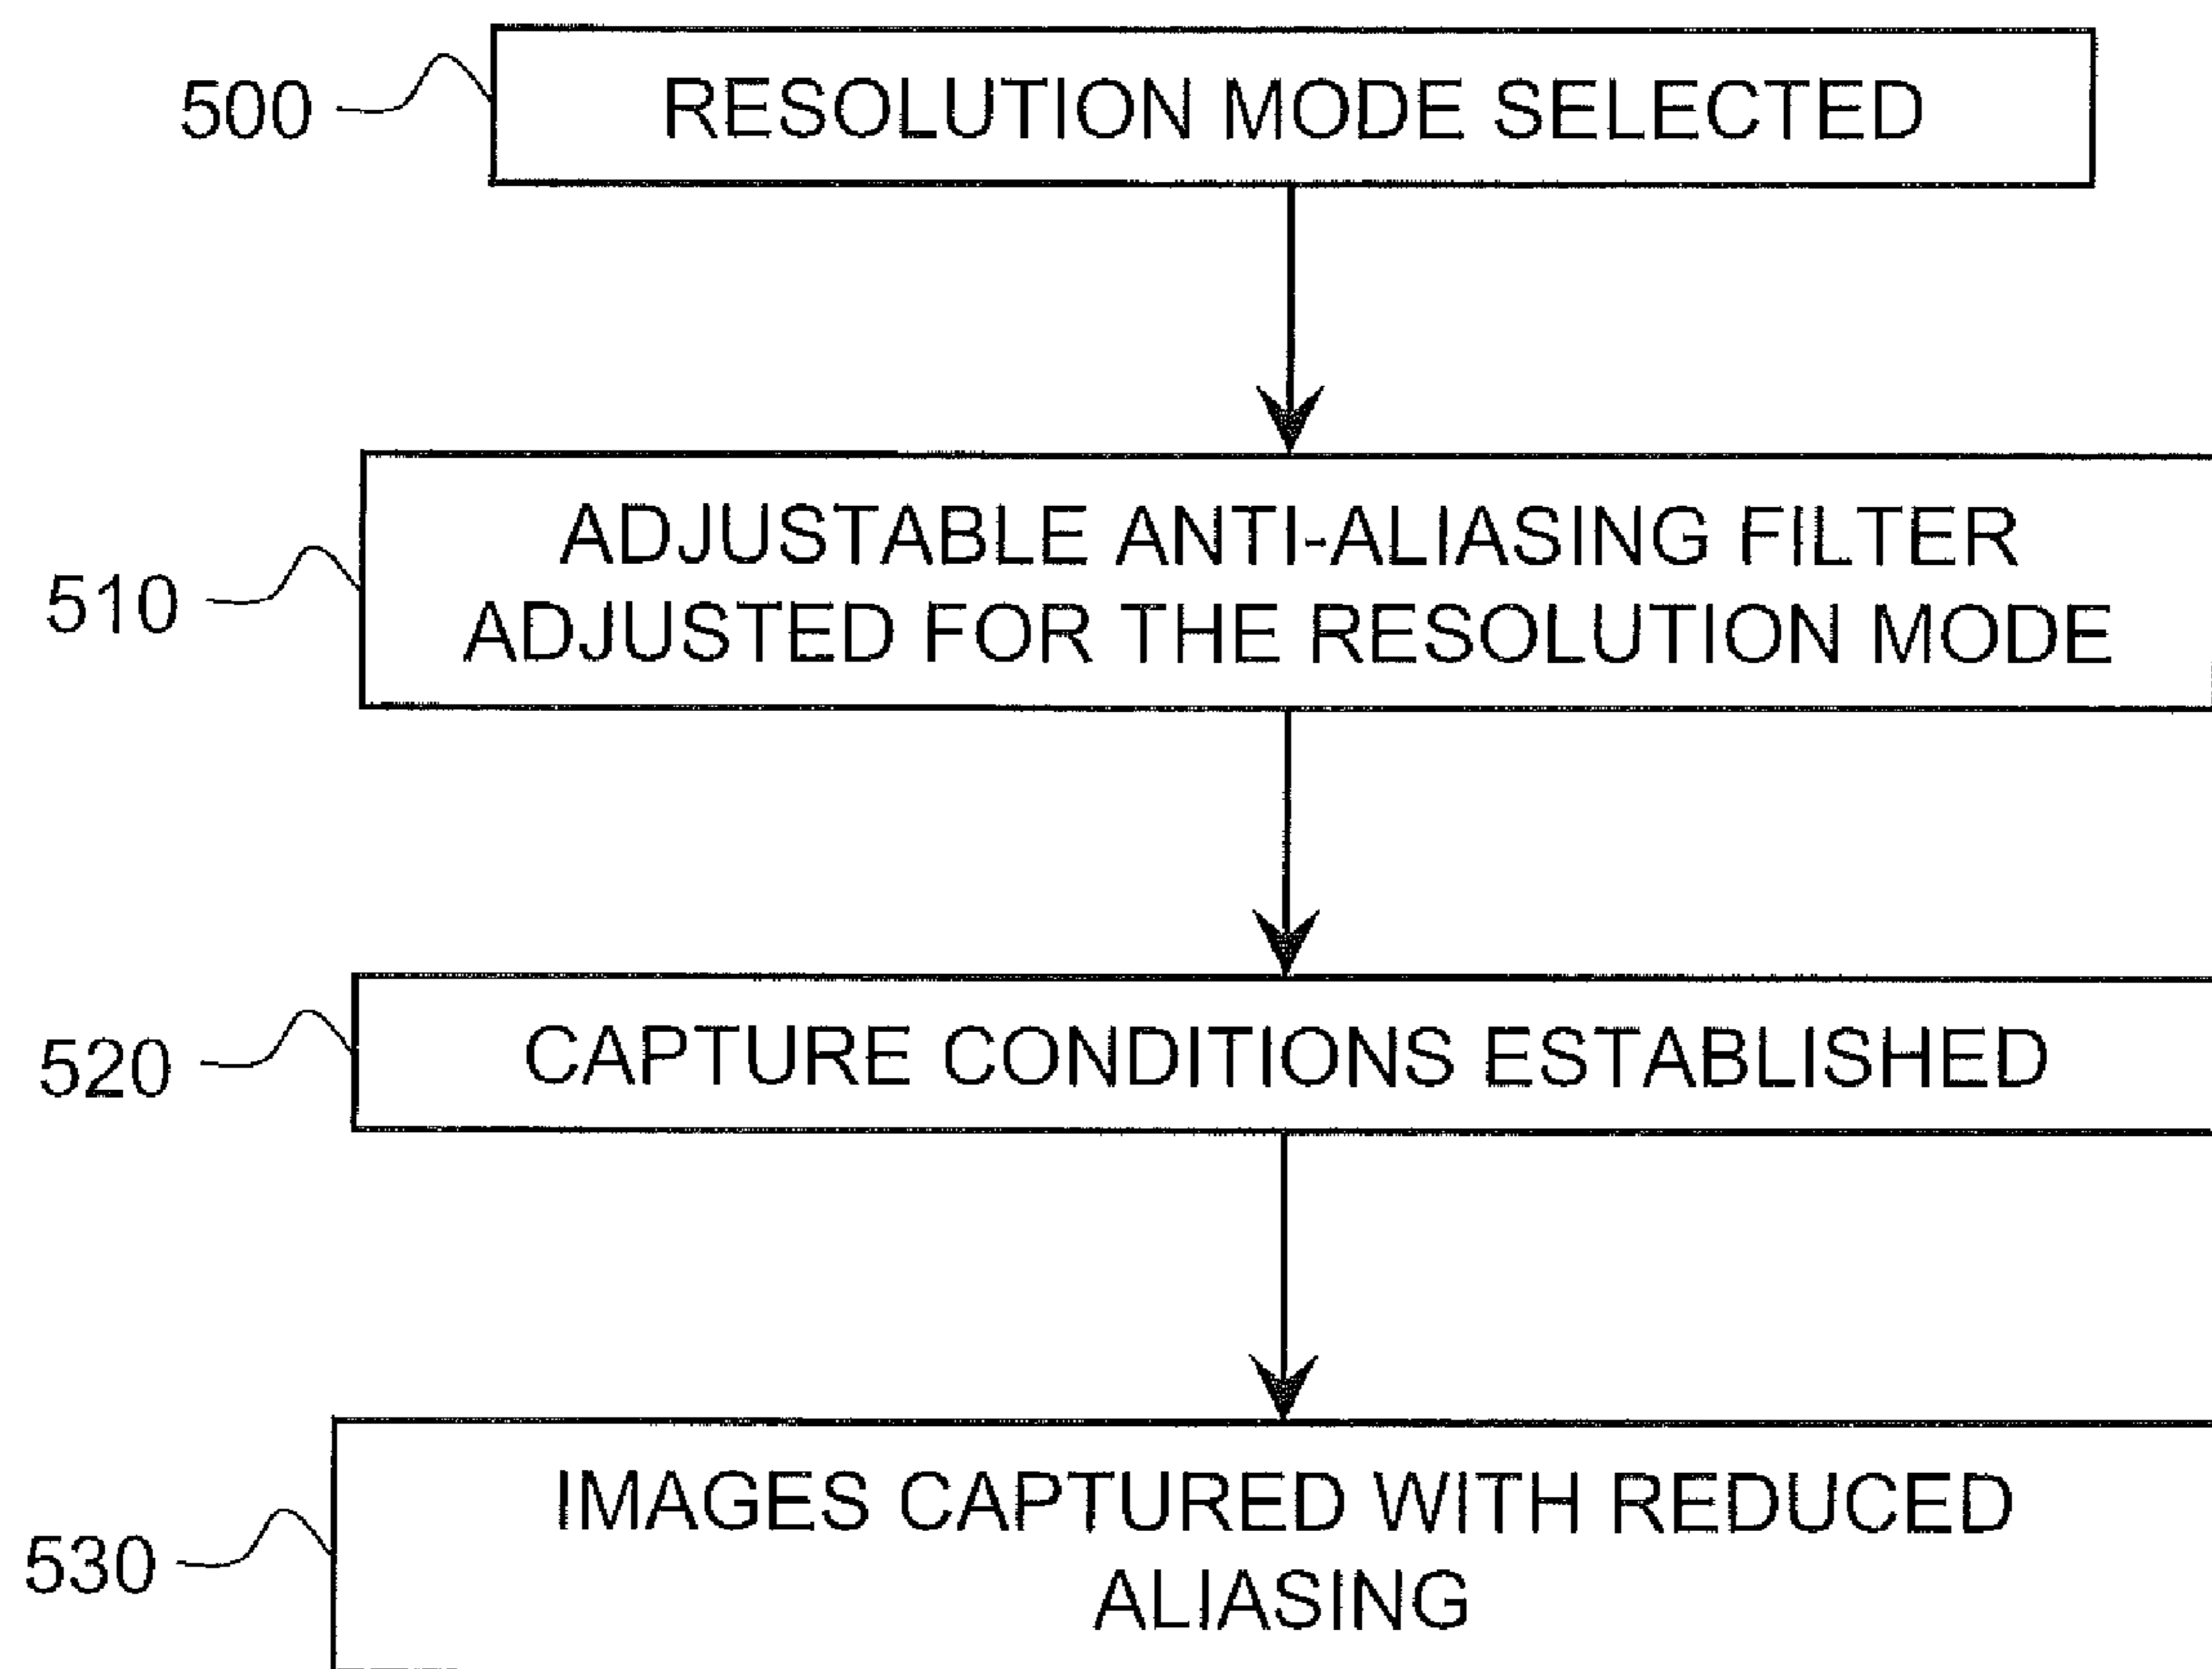 500
RESOLUTION MODE SELECTED
510
ADJUSTABLE ANTI-ALIASING FILTER
ADJUSTED FOR THE RESOLUTION MODE
520
CAPTURE CONDITIONS ESTABLISHED
530
IMAGES CAPTURED WITH REDUCED
ALIASING